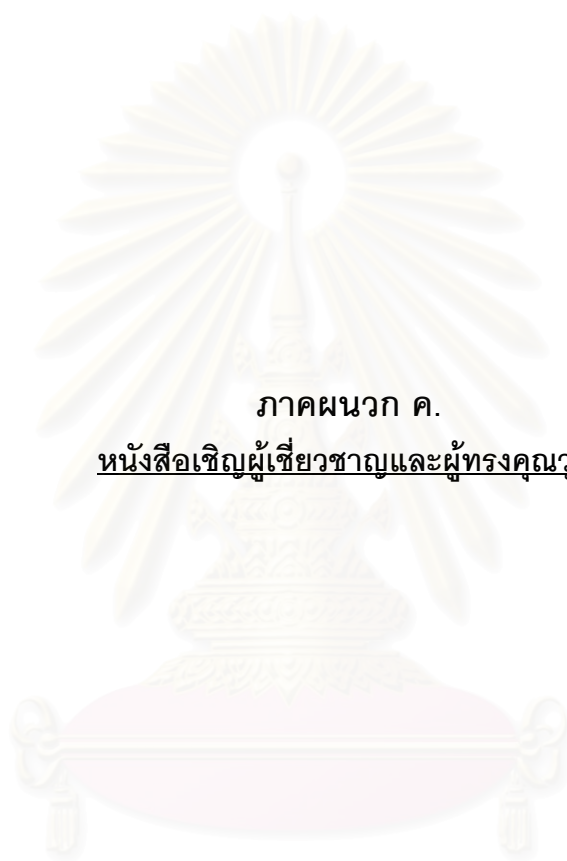 ภาคผนวก ค.
หนังสือเชิญผู้เชี่ยวชาญและผู้ทรงคุณวุ